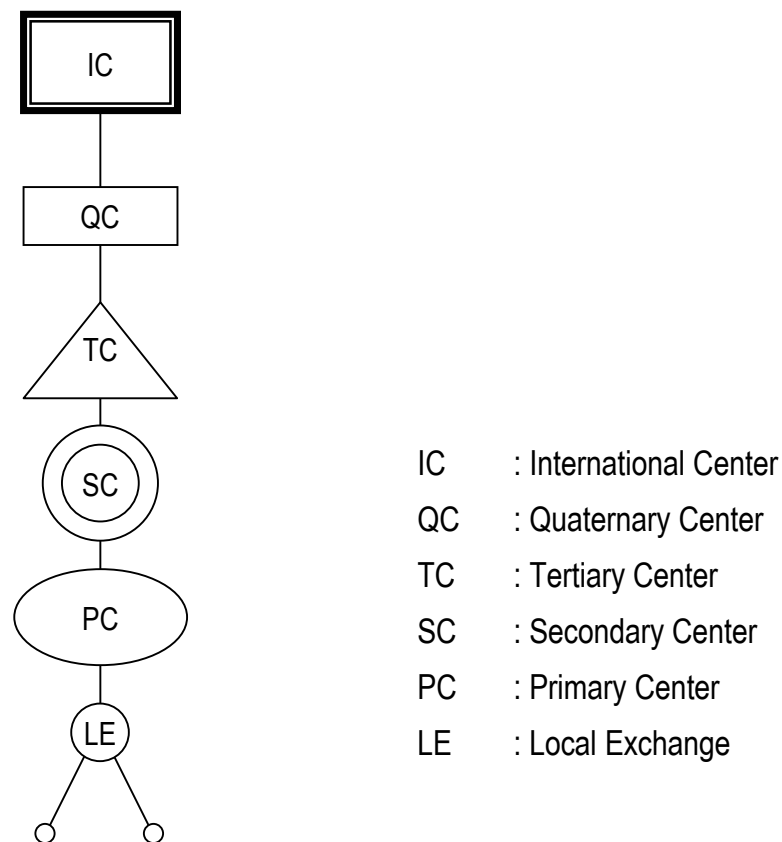 IC
QC
TC
SC
PC
LE
IC : International Center
QC : Quaternary Center
TC : Tertiary Center
SC : Secondary Center
PC : Primary Center
LE : Local Exchange